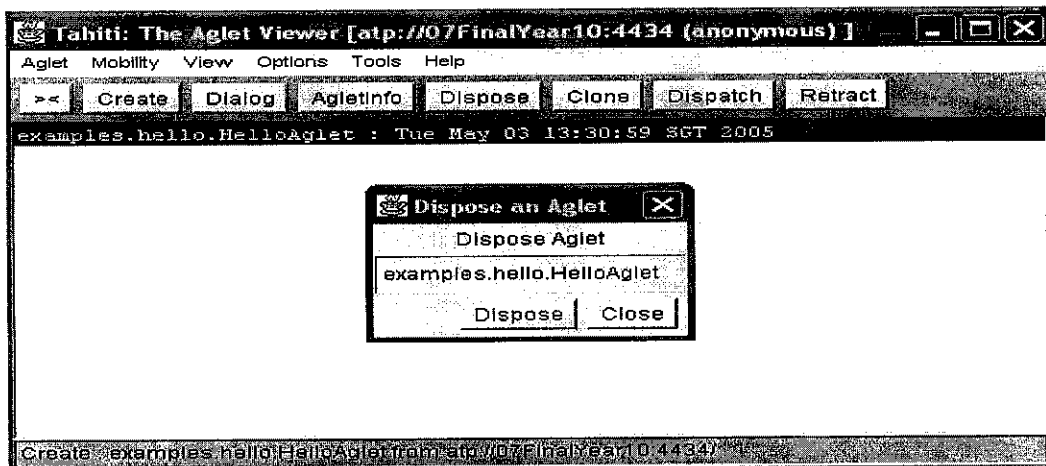 Tahiti: The Aglet Viewer [atp://07FinalYear10:4434 (anonymous) ]
Aglet Mobility View Options Tools Help
>< Create Dialog AgletInfo Dispose Clone Dispatch Retract
examples.hello.HelloAglet : Tue May 03 13:30:59 SGT 2005
Dispose an Aglet
Dispose Aglet
examples.hello.HelloAglet
Dispose Close
Create : examples.hello.HelloAglet from atp://07FinalYear10:4434/